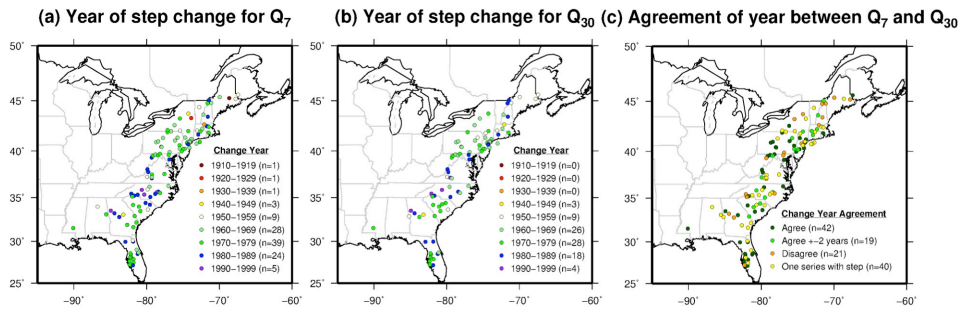 (a) Year of step change for Q7
50°
45°
40°
35°
30°
25°
−90° −80° −70° −60°
Change Year
1910−1919 (n=1)
1920−1929 (n=1)
1930−1939 (n=1)
1940−1949 (n=3)
1950−1959 (n=9)
1960−1969 (n=28)
1970−1979 (n=39)
1980−1989 (n=24)
1990−1999 (n=5)
(b) Year of step change for Q30
50°
45°
40°
35°
30°
25°
−90° −80° −70° −60°
Change Year
1910−1919 (n=0)
1920−1929 (n=0)
1930−1939 (n=0)
1940−1949 (n=3)
1950−1959 (n=9)
1960−1969 (n=26)
1970−1979 (n=28)
1980−1989 (n=18)
1990−1999 (n=4)
(c) Agreement of year between Q7 and Q30
50°
45°
40°
35°
30°
25°
−90° −80° −70° −60°
Change Year Agreement
Agree (n=42)
Agree +−2 years (n=19)
Disagree (n=21)
One series with step (n=40)